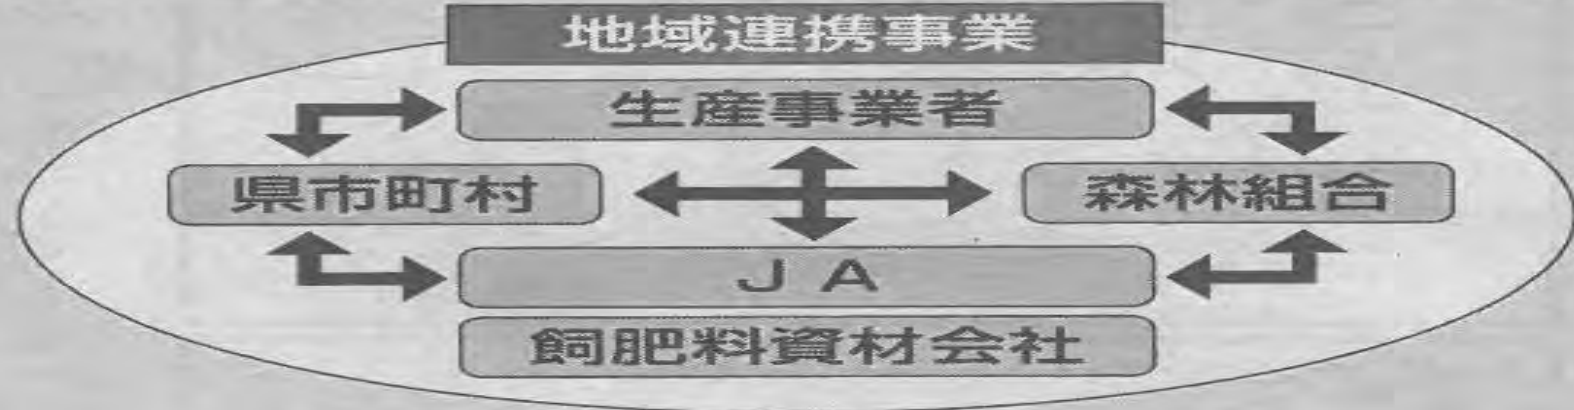 地域連携事業
生産事業者
県市町村
森林組合
ＪＡ
飼肥料資材会社